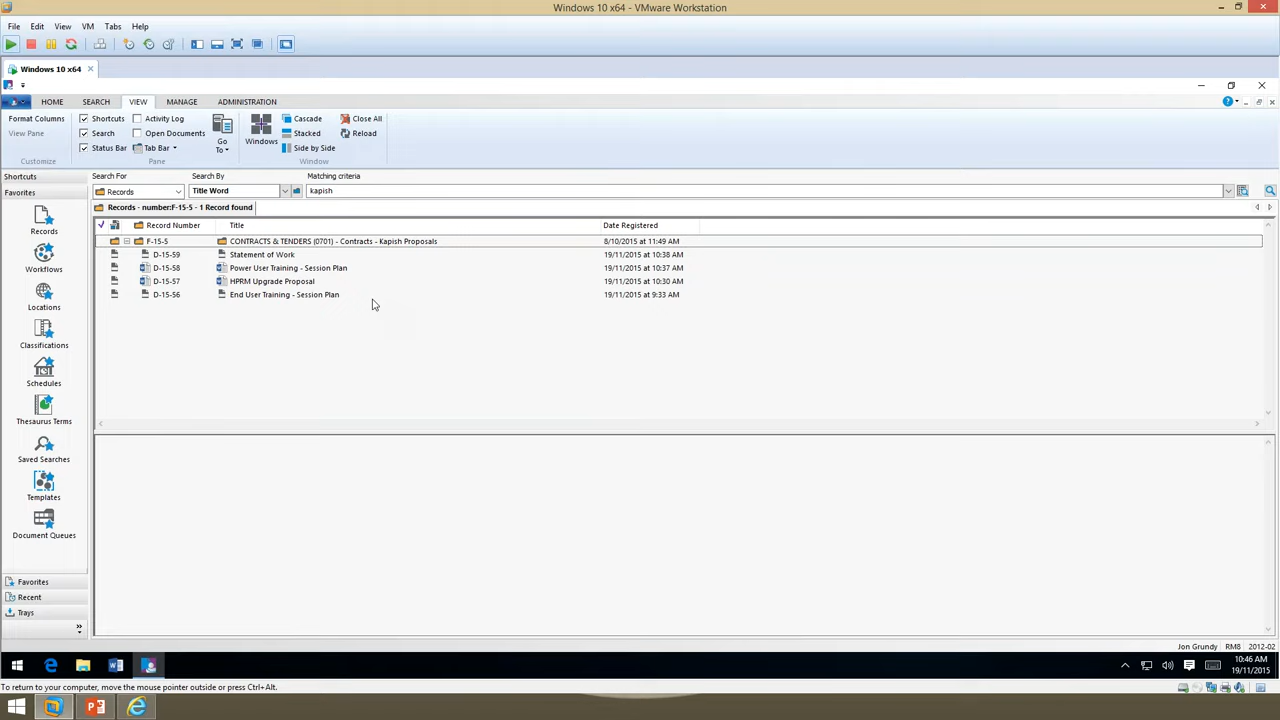 Windows 10 x64 - VMware Workstation
File Edit View VM Tabs Help
Windows 10 x64
HOME SEARCH VIEW MANAGE ADMINISTRATION
Format Columns
View Pane
Customize
Shortcuts Activity Log
Search Open Documents
Status Bar Tab Bar
Pane
Go To
Windows
Cascade Close All
Stacked Reload
Side by Side
Window
Shortcuts
Favorites
Search For Search By Matching criteria
Records Title Word kapish
Records - number:F-15-5 - 1 Record found
Record Number Title Date Registered
F-15-5 CONTRACTS & TENDERS (0701) - Contracts - Kapish Proposals 8/10/2015 at 11:49 AM
D-15-59 Statement of Work 19/11/2015 at 10:38 AM
D-15-58 Power User Training - Session Plan 19/11/2015 at 10:37 AM
D-15-57 HPRM Upgrade Proposal 19/11/2015 at 10:30 AM
D-15-56 End User Training - Session Plan 19/11/2015 at 9:33 AM
Records
Workflows
Locations
Classifications
Schedules
Thesaurus Terms
Saved Searches
Templates
Document Queues
Favorites
Recent
Trays
Jon Grundy RM8 2012-02
10:46 AM
19/11/2015
To return to your computer, move the mouse pointer outside or press Ctrl+Alt.